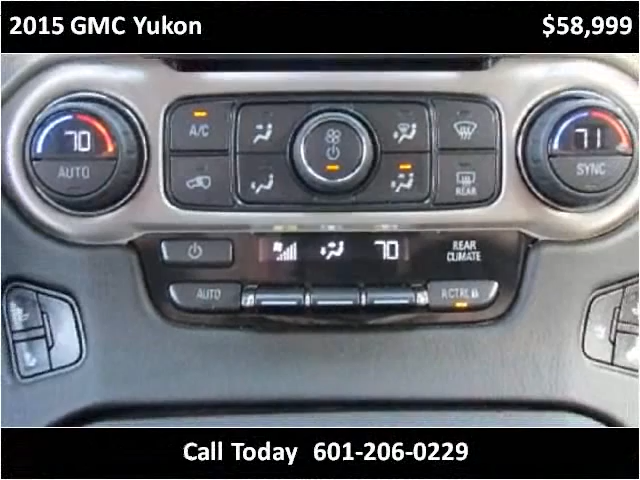 2015 GMC Yukon $58,999
70 A/C 71
AUTO SYNC
REAR
70 REAR
CLIMATE
AUTO R.CTRL
Call Today 601-206-0229